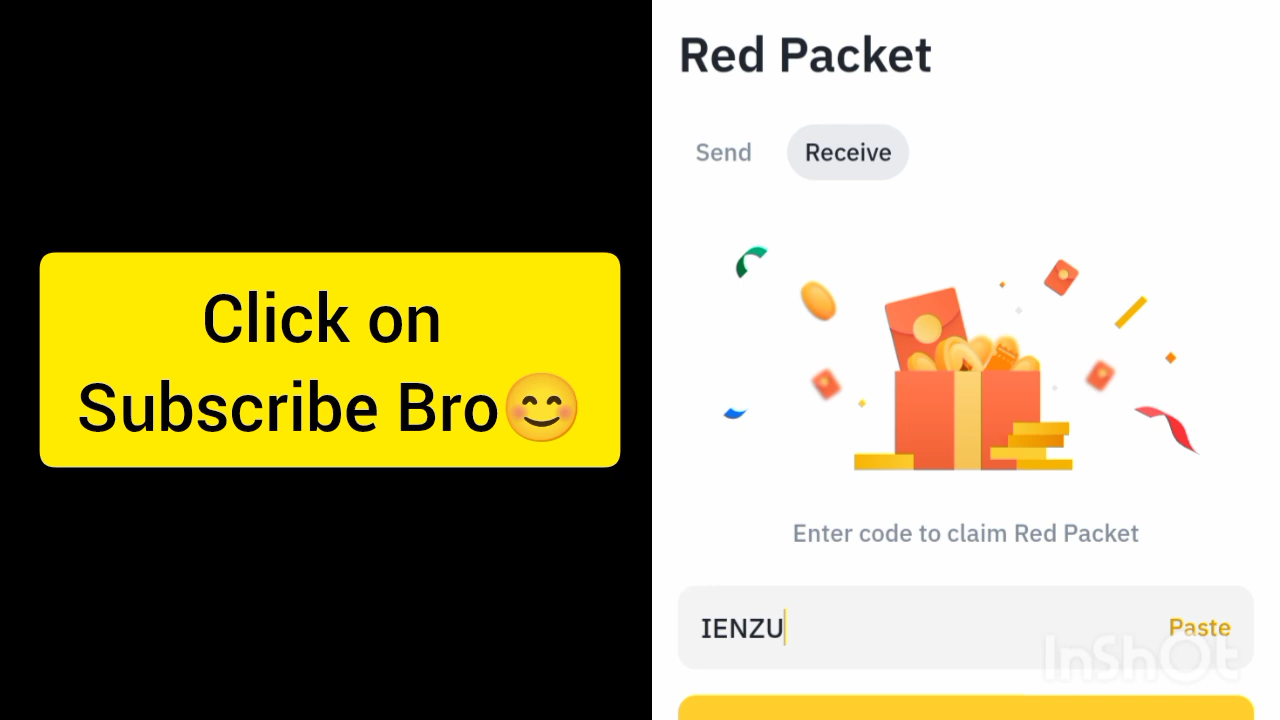 Click on
Subscribe Bro😊
Red Packet
Send
Receive
Enter code to claim Red Packet
IENZU
Paste
InShOt